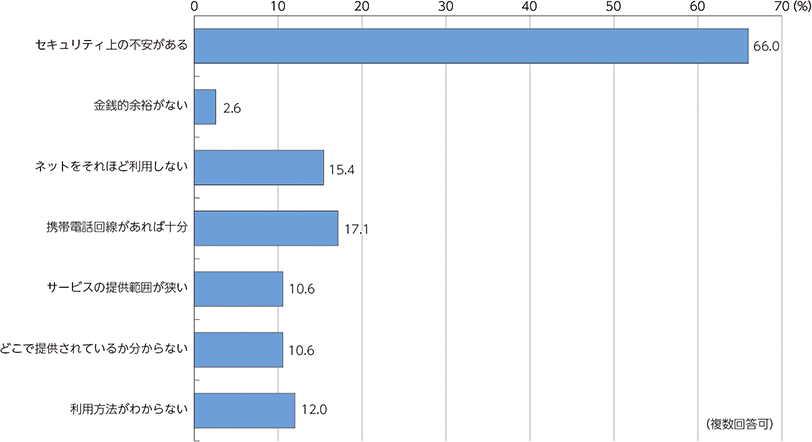 0 10 20 30 40 50 60 70 (%)
セキュリティ上の不安がある 66.0
金銭的余裕がない 2.6
ネットをそれほど利用しない 15.4
携帯電話回線があれば十分 17.1
サービスの提供範囲が狭い 10.6
どこで提供されているか分からない 10.6
利用方法がわからない 12.0
(複数回答可)